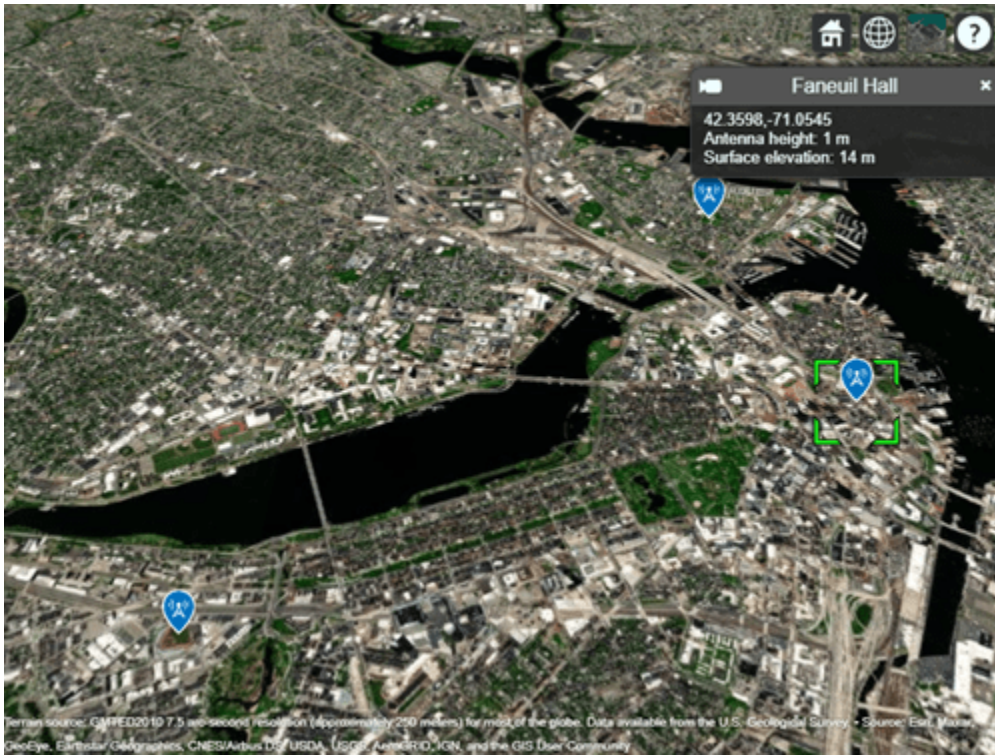 ?
Faneuil Hall ×
42.3598,-71.0545
Antenna height: 1 m
Surface elevation: 14 m
Terrain source: GMTED2010 7.5 arc-second resolution (approximately 250 meters) for most of the globe. Data available from the U.S. Geological Survey. • Source: Esri, Maxar,
GeoEye, Earthstar Geographics, CNES/Airbus DS, USDA, USGS, AeroGRID, IGN, and the GIS User Community